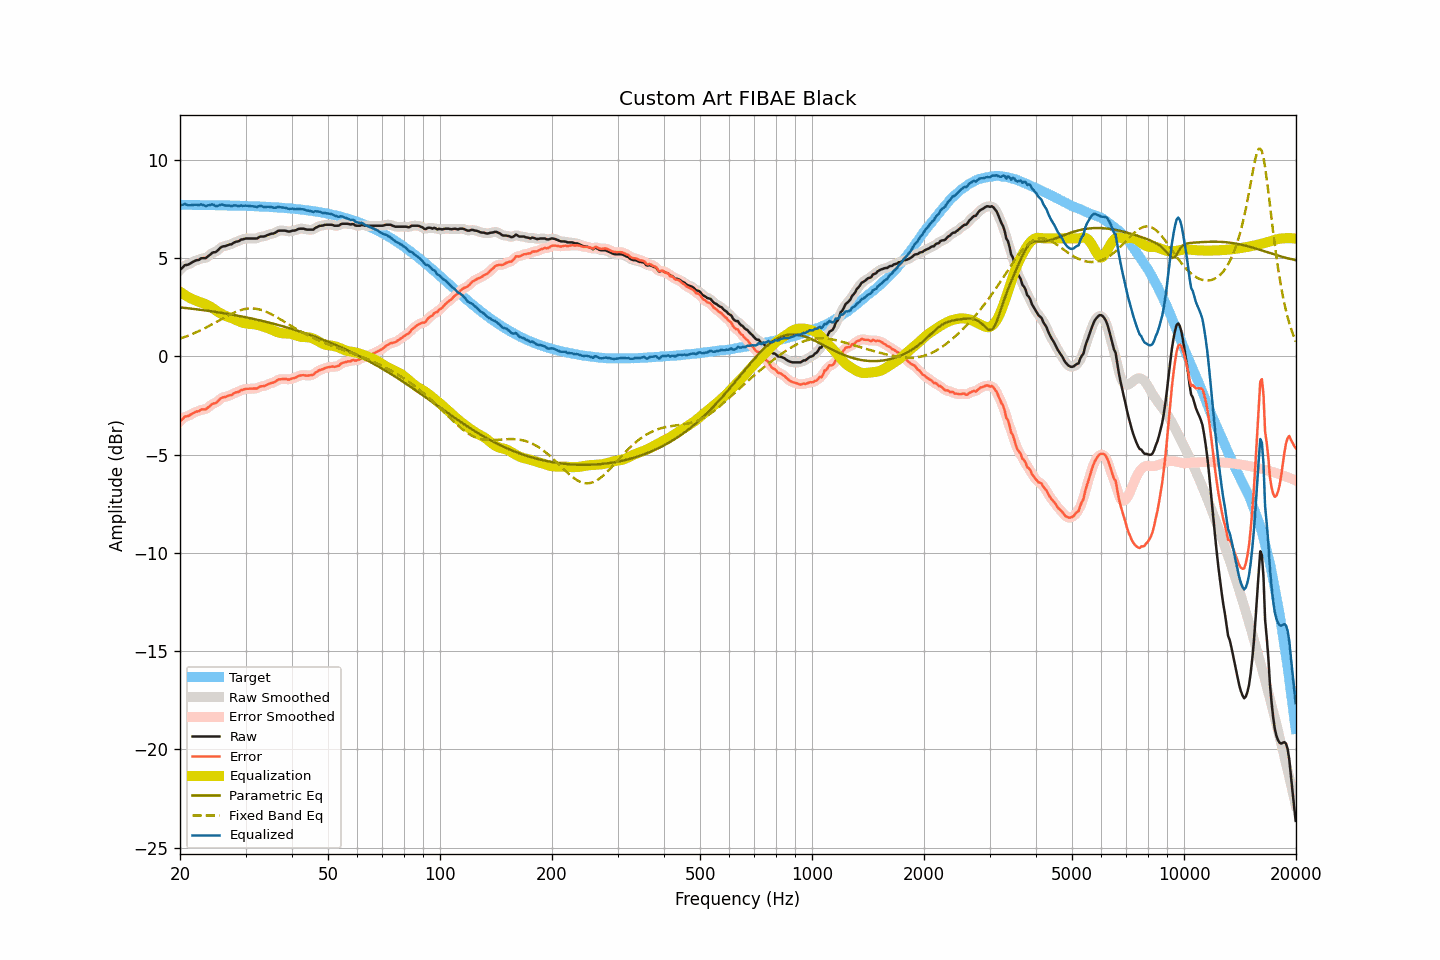 Custom Art FIBAE Black
Amplitude (dBr)
10
5
0
−5
−10
−15
−20
−25
Target
Raw Smoothed
Error Smoothed
Raw
Error
Equalization
Parametric Eq
Fixed Band Eq
Equalized
20 50 100 200 500 1000 2000 5000 10000 20000
Frequency (Hz)